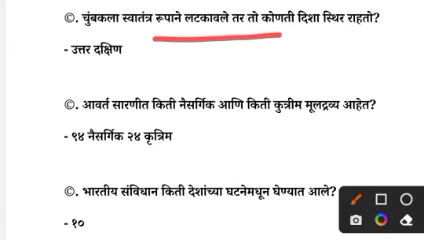 ©. चुंबकला स्वातंत्र रूपाने लटकावले तर तो कोणती दिशा स्थिर राहतो?
- उत्तर दक्षिण
©. आवर्त सारणीत किती नैसर्गिक आणि किती कुत्रीम मूलद्रव्य आहेत?
- ९४ नैसर्गिक २४ कृत्रिम
©. भारतीय संविधान किती देशांच्या घटनेमधून घेण्यात आले?
- १०